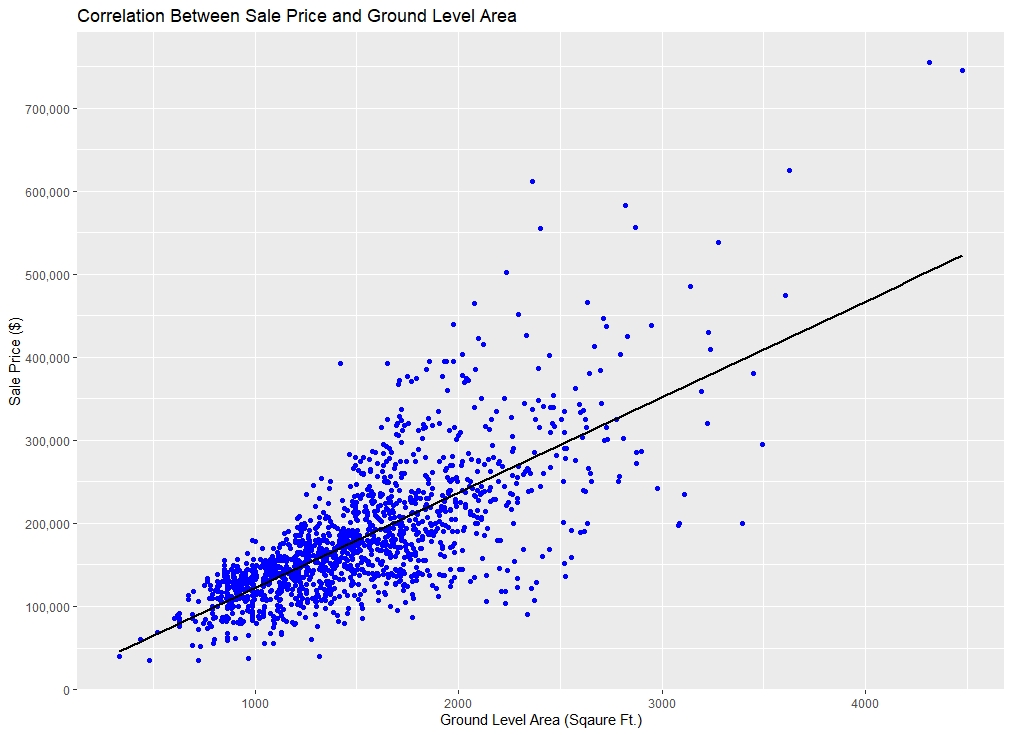 Correlation Between Sale Price and Ground Level Area
700,000
600,000
500,000
400,000
300,000
200,000
100,000
0
Sale Price ($)
1000 2000 3000 4000
Ground Level Area (Sqaure Ft.)